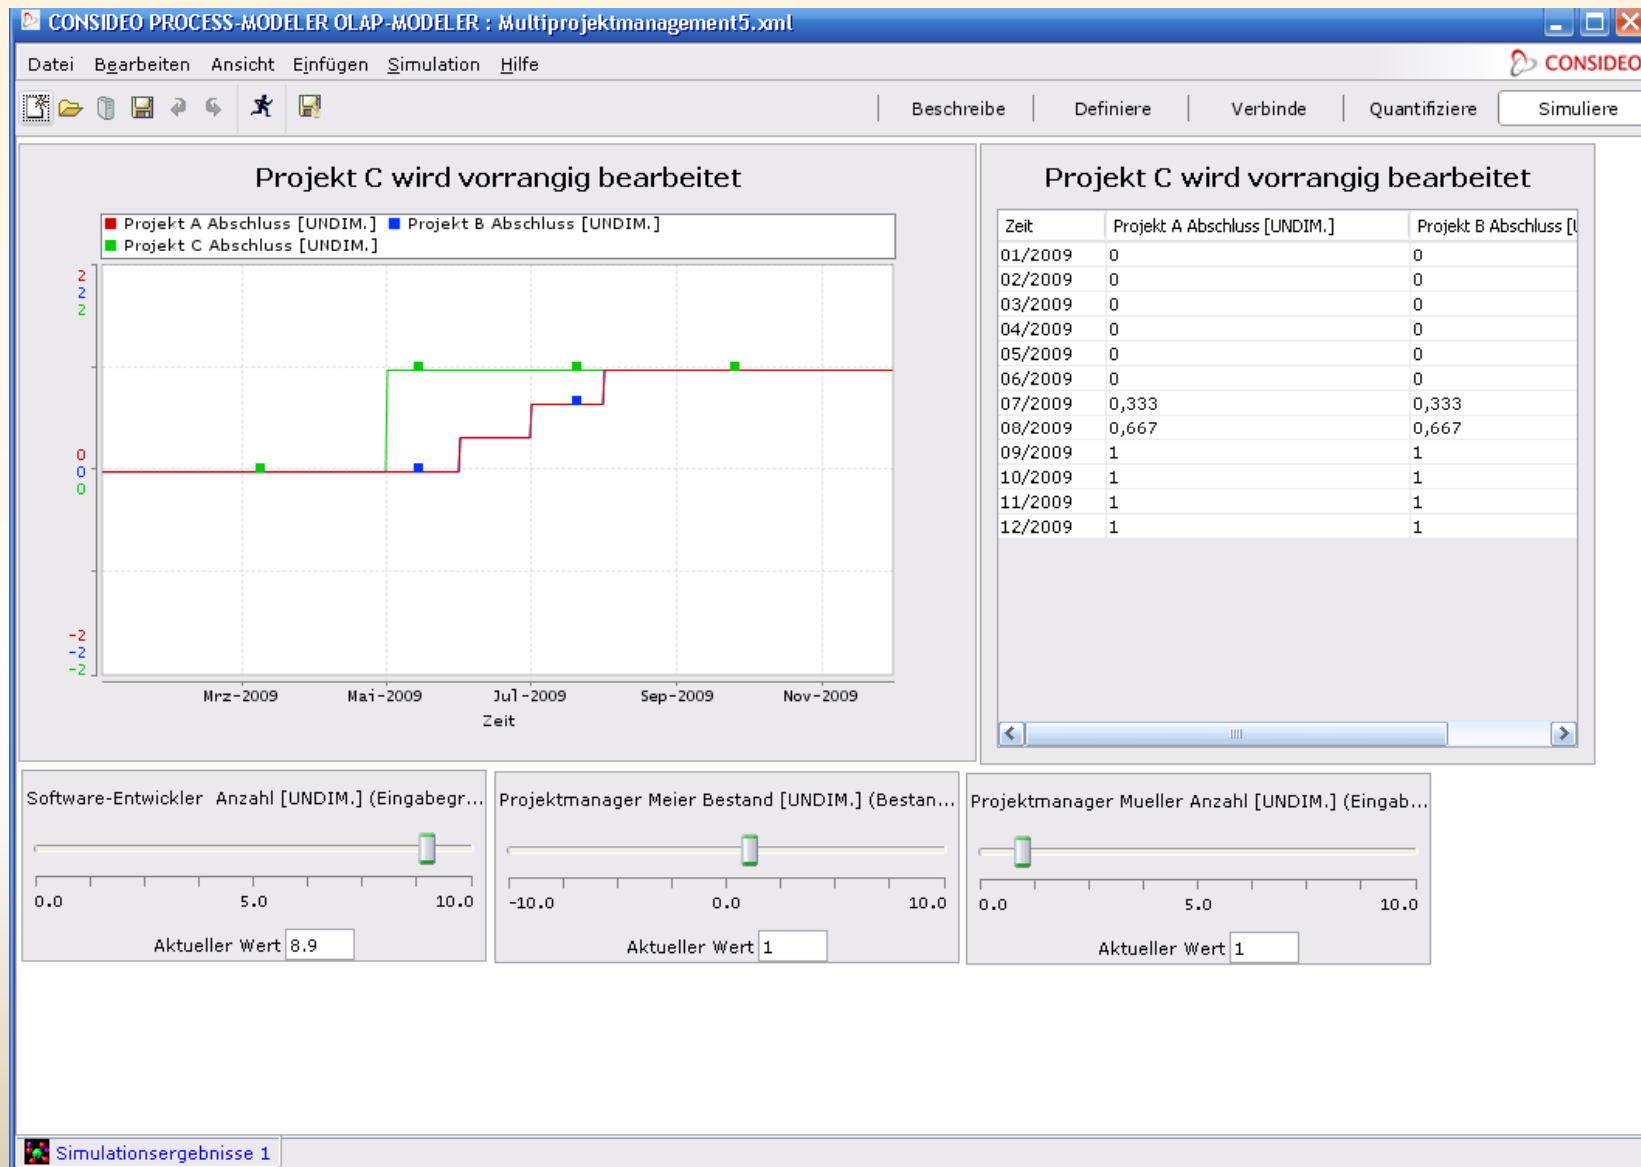 CONSIDEO PROCESS-MODELER OLAP-MODELER : Multiprojektmanagement5.xml
Datei Bearbeiten Ansicht Einfügen Simulation Hilfe
CONSIDEO
Beschreibe Definiere Verbinde Quantifiziere Simuliere
Projekt C wird vorrangig bearbeitet
Projekt A Abschluss [UNDIM.] Projekt B Abschluss [UNDIM.]
Projekt C Abschluss [UNDIM.]
2
2
2
0
0
0
-2
-2
-2
Mrz-2009 Mai-2009 Jul-2009 Sep-2009 Nov-2009
Zeit
Projekt C wird vorrangig bearbeitet
Zeit Projekt A Abschluss [UNDIM.] Projekt B Abschluss [U
01/2009 0 0
02/2009 0 0
03/2009 0 0
04/2009 0 0
05/2009 0 0
06/2009 0 0
07/2009 0,333 0,333
08/2009 0,667 0,667
09/2009 1 1
10/2009 1 1
11/2009 1 1
12/2009 1 1
Software-Entwickler Anzahl [UNDIM.] (Eingabegr...
0.0 5.0 10.0
Aktueller Wert 8.9
Projektmanager Meier Bestand [UNDIM.] (Bestan...
-10.0 0.0 10.0
Aktueller Wert 1
Projektmanager Mueller Anzahl [UNDIM.] (Eingab...
0.0 5.0 10.0
Aktueller Wert 1
Simulationsergebnisse 1